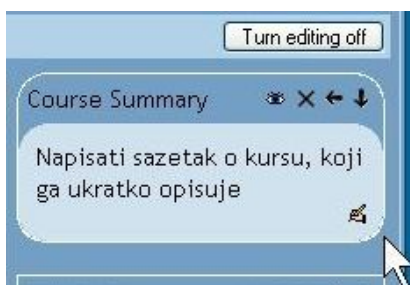 Turn editing off
Course Summary
Napisati sazetak o kursu, koji
ga ukratko opisuje